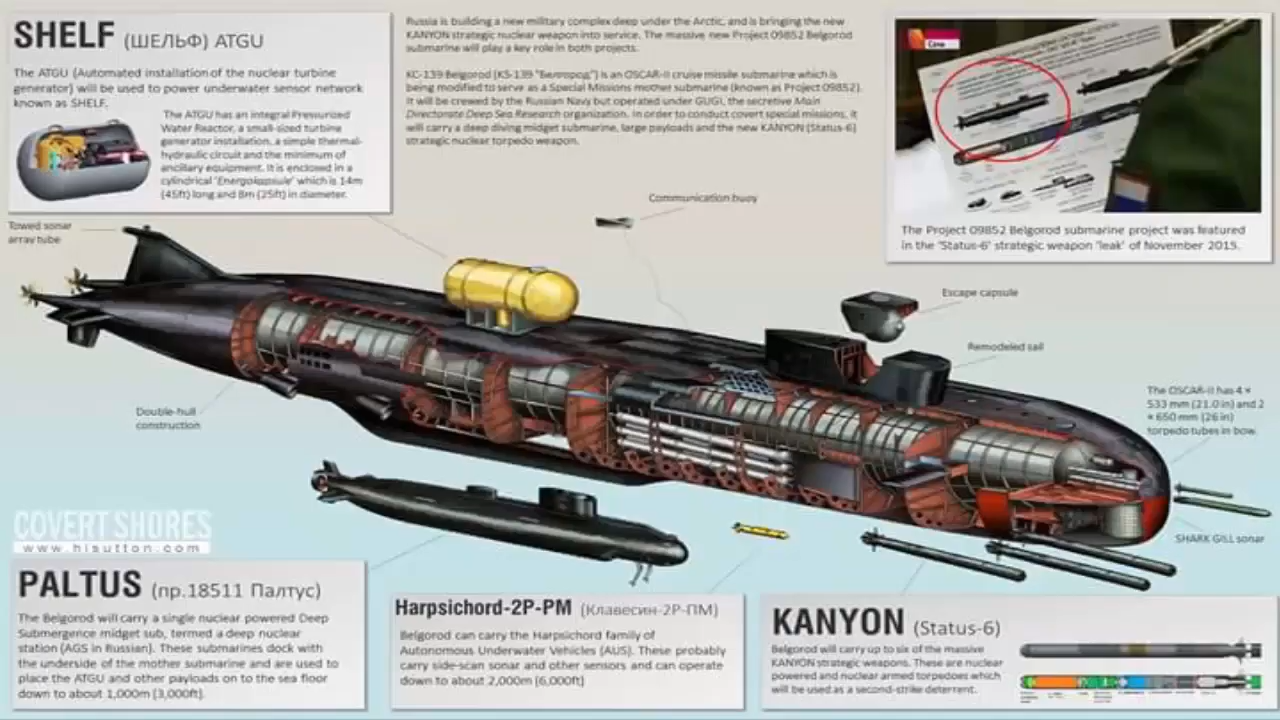 SHELF (ШЕЛЬФ) ATGU
The ATGU (Automated installation of the nuclear turbine
generator) will be used to power underwater sensor network
known as SHELF.
The ATGU has an integral Pressurized
Water Reactor, a small-sized turbine
generator installation, a simple thermal-
hydraulic circuit and the minimum of
ancillary equipment. It is enclosed in a
cylindrical 'Energokapsule' which is 14m
(45ft) long and 8m (25ft) in diameter.
Russia is building a new military complex deep under the Arctic, and is bringing the new
KANYON strategic nuclear weapon into service. The massive new Project 09852 Belgorod
submarine will play a key role in both projects.
KC-139 Belgorod (KS-139 "Белгород") is an OSCAR-II cruise missile submarine which is
being modified to serve as a Special Missions mother submarine (known as Project 09852).
It will be crewed by the Russian Navy but operated under GUGI, the secretive Main
Directorate Deep Sea Research organization. In order to conduct covert special missions, it
will carry a deep diving midget submarine, large payloads and the new KANYON (Status-6)
strategic nuclear torpedo weapon.
The Project 09852 Belgorod submarine project was featured
in the 'Status-6' strategic weapon 'leak' of November 2015.
Towed sonar
array tube
Communication buoy
Escape capsule
Remodeled sail
The OSCAR-II has 4 ×
533 mm (21.0 in) and 2
× 650 mm (26 in)
torpedo tubes in bow.
Double-hull
construction
SHARK GILL sonar
COVERT SHORES
www.hisutton.com
PALTUS (пр.18511 Палтус)
The Belgorod will carry a single nuclear powered Deep
Submergence midget sub, termed a deep nuclear
station (AGS in Russian). These submarines dock with
the underside of the mother submarine and are used to
place the ATGU and other payloads on to the sea floor
down to about 1,000m (3,000ft).
Harpsichord-2P-PM (Клавесин-2Р-ПМ)
Belgorod can carry the Harpsichord family of
Autonomous Underwater Vehicles (AUS). These probably
carry side-scan sonar and other sensors and can operate
down to about 2,000m (6,000ft)
KANYON (Status-6)
Belgorod will carry up to six of the massive
KANYON strategic weapons. These are nuclear
powered and nuclear armed torpedoes which
will be used as a second-strike deterrent.